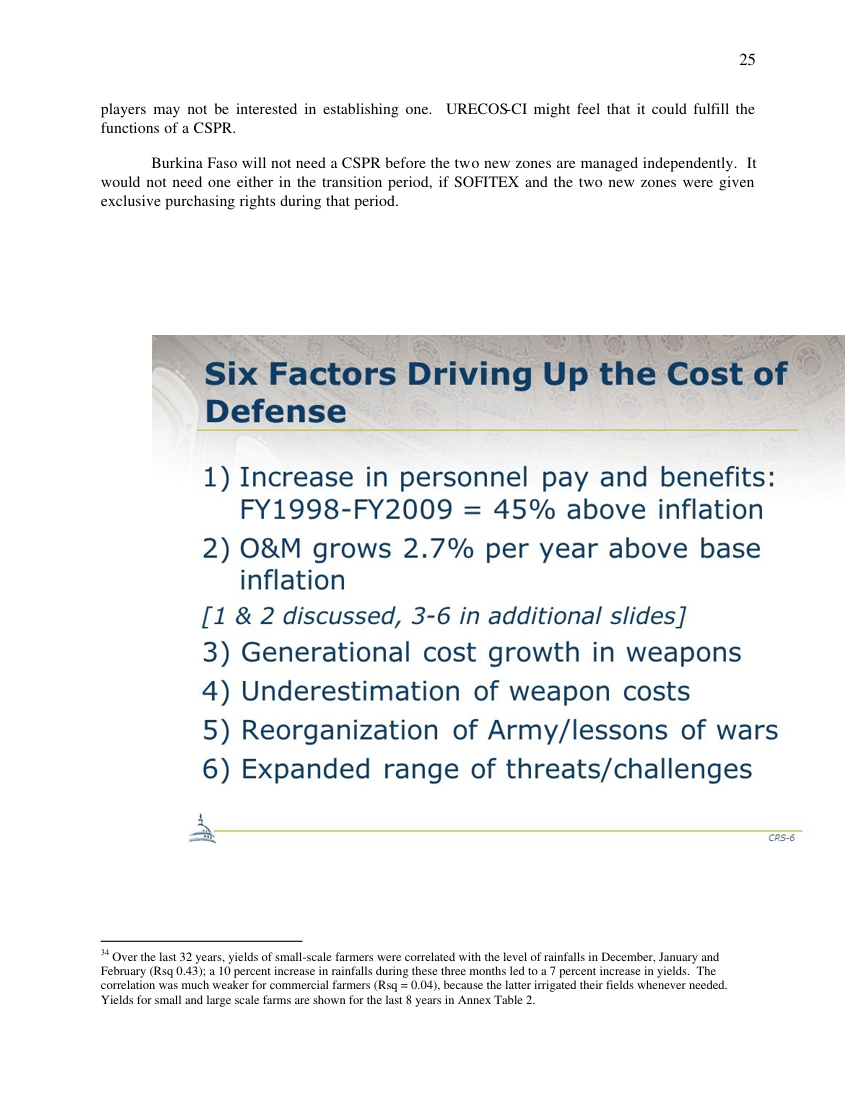 25
players may not be interested in establishing one.  URECOS-CI might feel that it could fulfill the
functions of a CSPR.
Burkina Faso will not need a CSPR before the two new zones are managed independently.  It
would not need one either in the transition period, if SOFITEX and the two new zones were given
exclusive purchasing rights during that period.
Six Factors Driving Up the Cost of
Defense
1) Increase in personnel pay and benefits:
FY1998-FY2009 = 45% above inflation
2) O&M grows 2.7% per year above base
inflation
[1 & 2 discussed, 3-6 in additional slides]
3) Generational cost growth in weapons
4) Underestimation of weapon costs
5) Reorganization of Army/lessons of wars
6) Expanded range of threats/challenges
CRS-6
34 Over the last 32 years, yields of small-scale farmers were correlated with the level of rainfalls in December, January and
February (Rsq 0.43); a 10 percent increase in rainfalls during these three months led to a 7 percent increase in yields.  The
correlation was much weaker for commercial farmers (Rsq = 0.04), because the latter irrigated their fields whenever needed.
Yields for small and large scale farms are shown for the last 8 years in Annex Table 2.